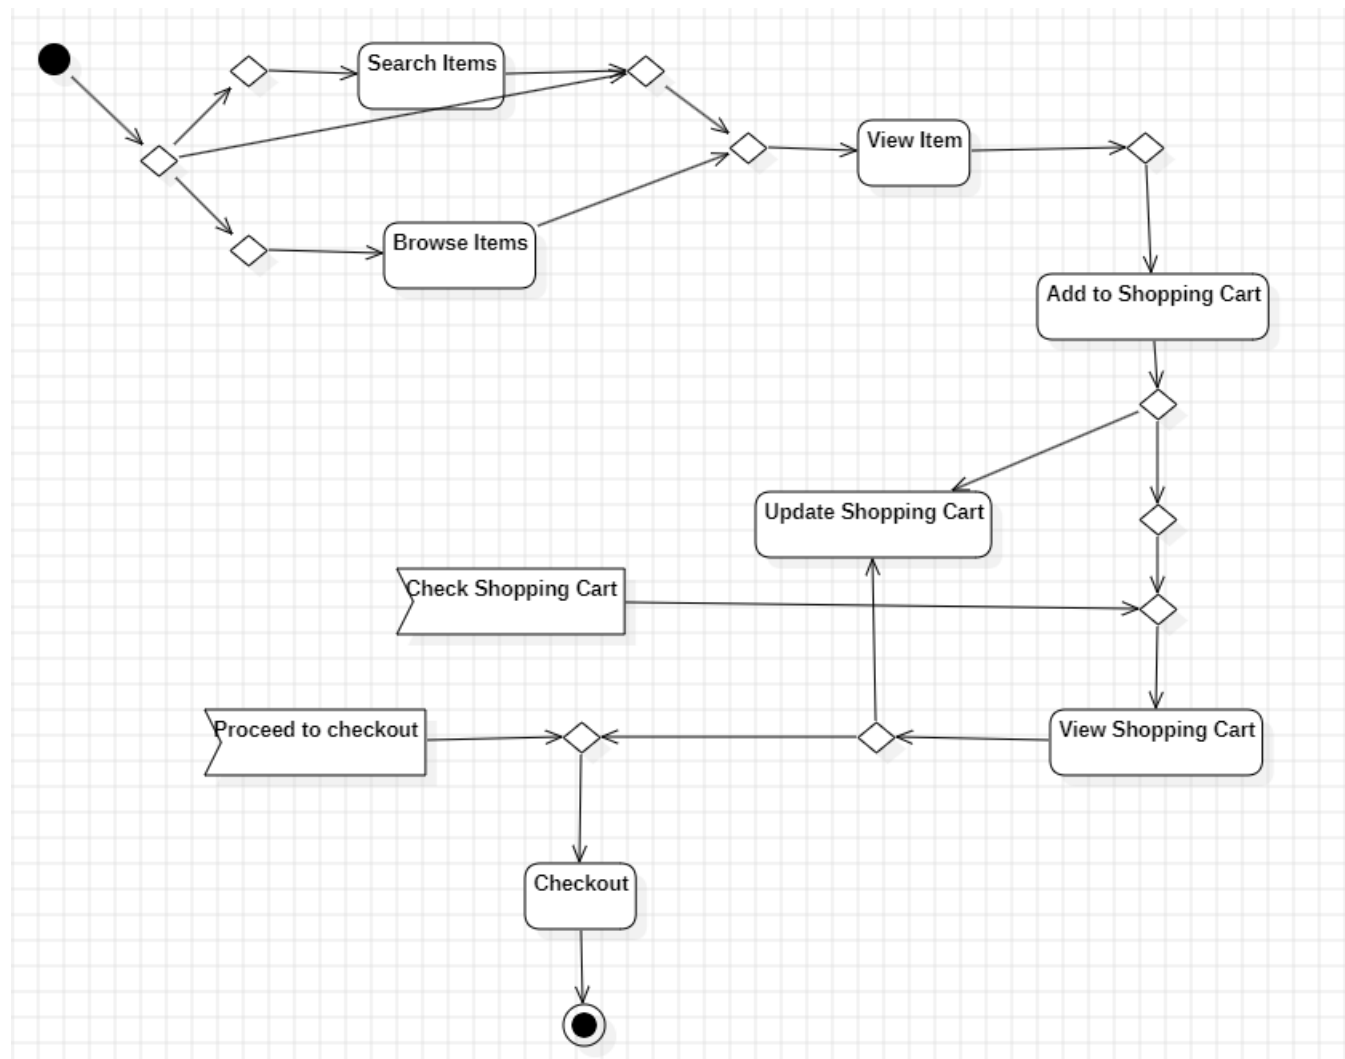 Search Items
View Item
Browse Items
Add to Shopping Cart
Update Shopping Cart
Check Shopping Cart
Proceed to checkout
View Shopping Cart
Checkout